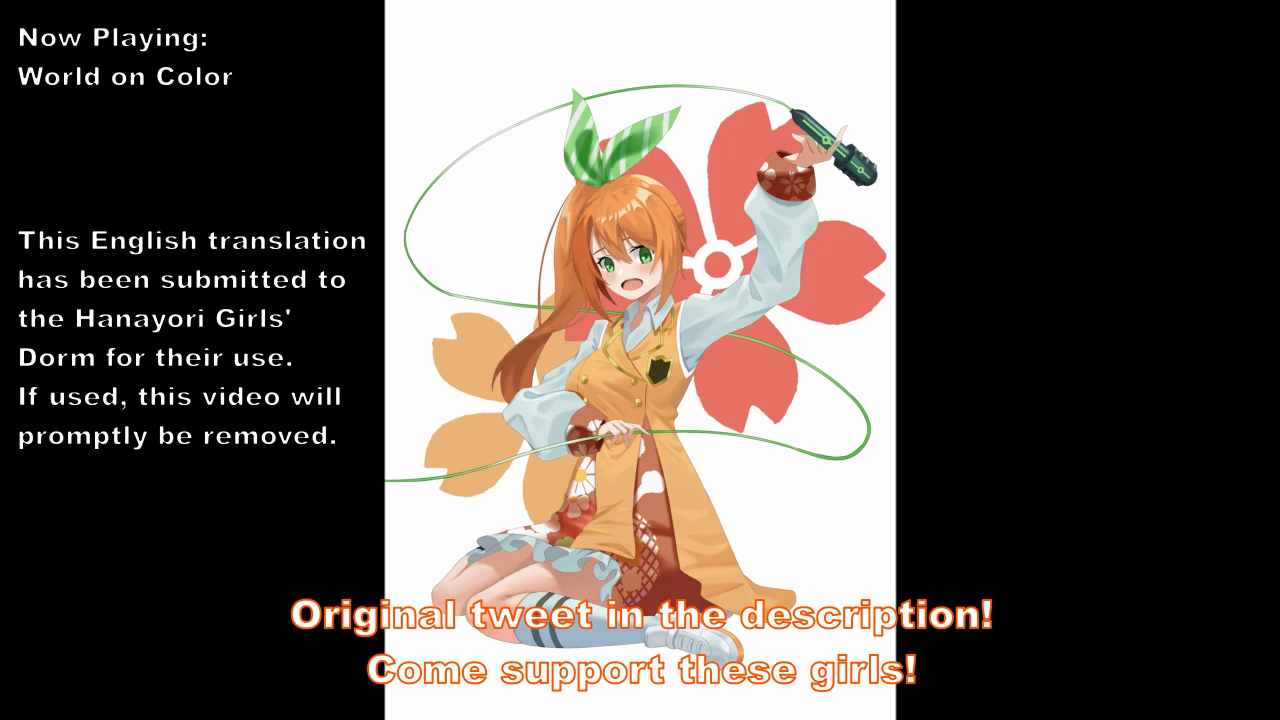 Now Playing:
World on Color
This English translation
has been submitted to
the Hanayori Girls'
Dorm for their use.
If used, this video will
promptly be removed.
Original tweet in the description!
Come support these girls!